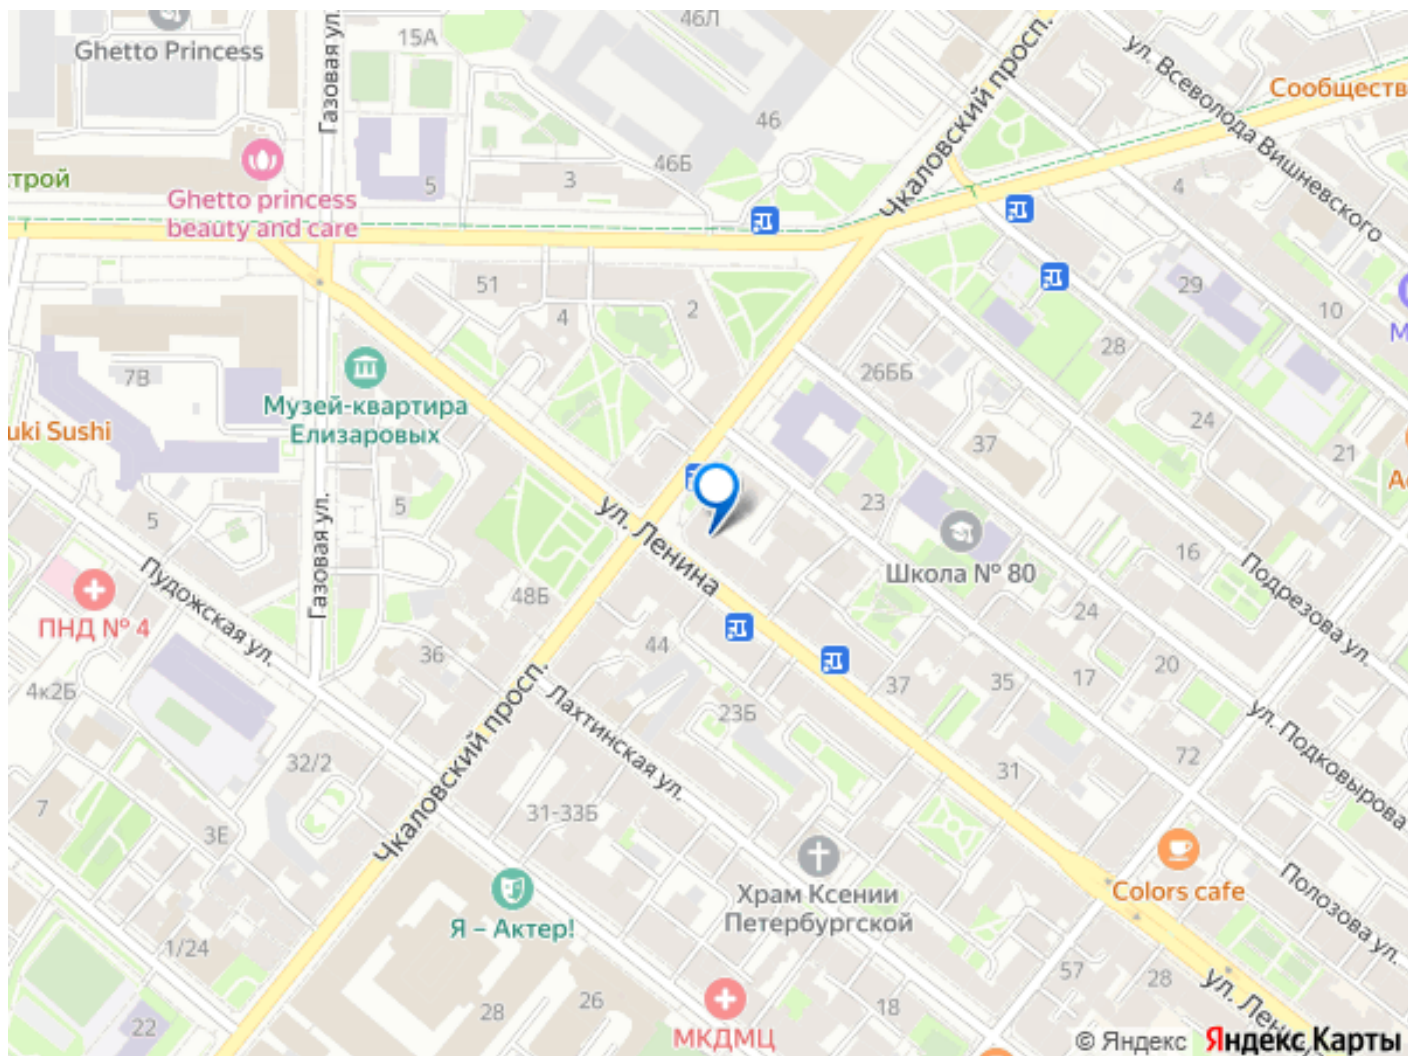 46Л
Ghetto Princess
15А
Газовая ул.
Чкаловский просп.
ул. Всеволода Вишневского
Сообществ
46
46Б
3
5
4
трой
Ghetto princess
beauty and care
51
4
2
29
10
М
28
26ББ
7В
Музей-квартира
Елизаровых
uki Sushi
24
37
21
Ас
5
5
23
Газовая ул.
ул. Ленина
Школа № 80
16
Подрезова ул.
Пудожская ул.
ПНД № 4
48Б
24
44
36
4к2Б
37
35
17
20
Чкаловский просп.
Лахтинская ул.
23Б
ул. Подковырова
32/2
31
72
7
3Е
31-33Б
Храм Ксении
Петербургской
Colors cafe
Полозова ул.
Я – Актер!
1/24
57
28
ул. Лени
28
26
18
22
МКДМЦ
© Яндекс Яндекс Карты